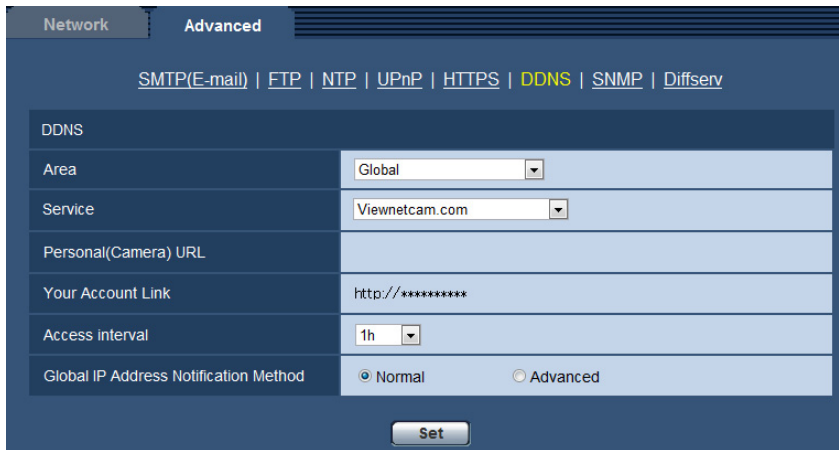 Network Advanced
SMTP(E-mail) | FTP | NTP | UPnP | HTTPS | DDNS | SNMP | Diffserv
DDNS
Area Global
Service Viewnetcam.com
Personal(Camera) URL
Your Account Link http://**********
Access interval 1h
Global IP Address Notification Method Normal Advanced
Set